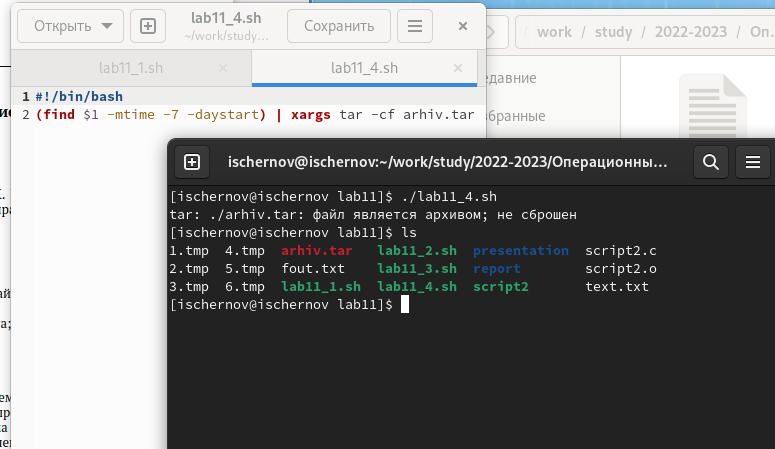 Открыть
lab11_4.sh
~/work/study...
Сохранить
lab11_1.sh
lab11_4.sh
1 #!/bin/bash
2 (find $1 -mtime -7 -daystart) | xargs tar -cf arhiv.tar
/ work / study / 2022-2023 / Оп.
ischernov@ischernov:~/work/study/2022-2023/Операционны...
[ischernov@ischernov lab11]$ ./lab11_4.sh
tar: ./arhiv.tar: файл является архивом; не сброшен
[ischernov@ischernov lab11]$ ls
1.tmp 4.tmp arhiv.tar lab11_2.sh presentation script2.c
2.tmp 5.tmp fout.txt lab11_3.sh report script2.o
3.tmp 6.tmp lab11_1.sh lab11_4.sh script2 text.txt
[ischernov@ischernov lab11]$